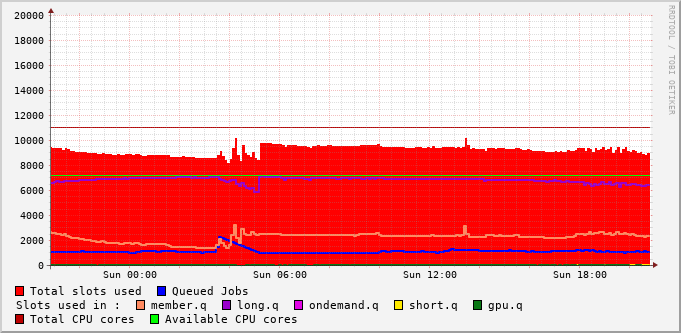 RRDTOOL / TOBI OETIKER
20000
18000
16000
14000
12000
10000
8000
6000
4000
2000
0
Sun 00:00 Sun 06:00 Sun 12:00 Sun 18:00
Total slots used Queued Jobs
Slots used in : member.q long.q ondemand.q short.q gpu.q
Total CPU cores Available CPU cores